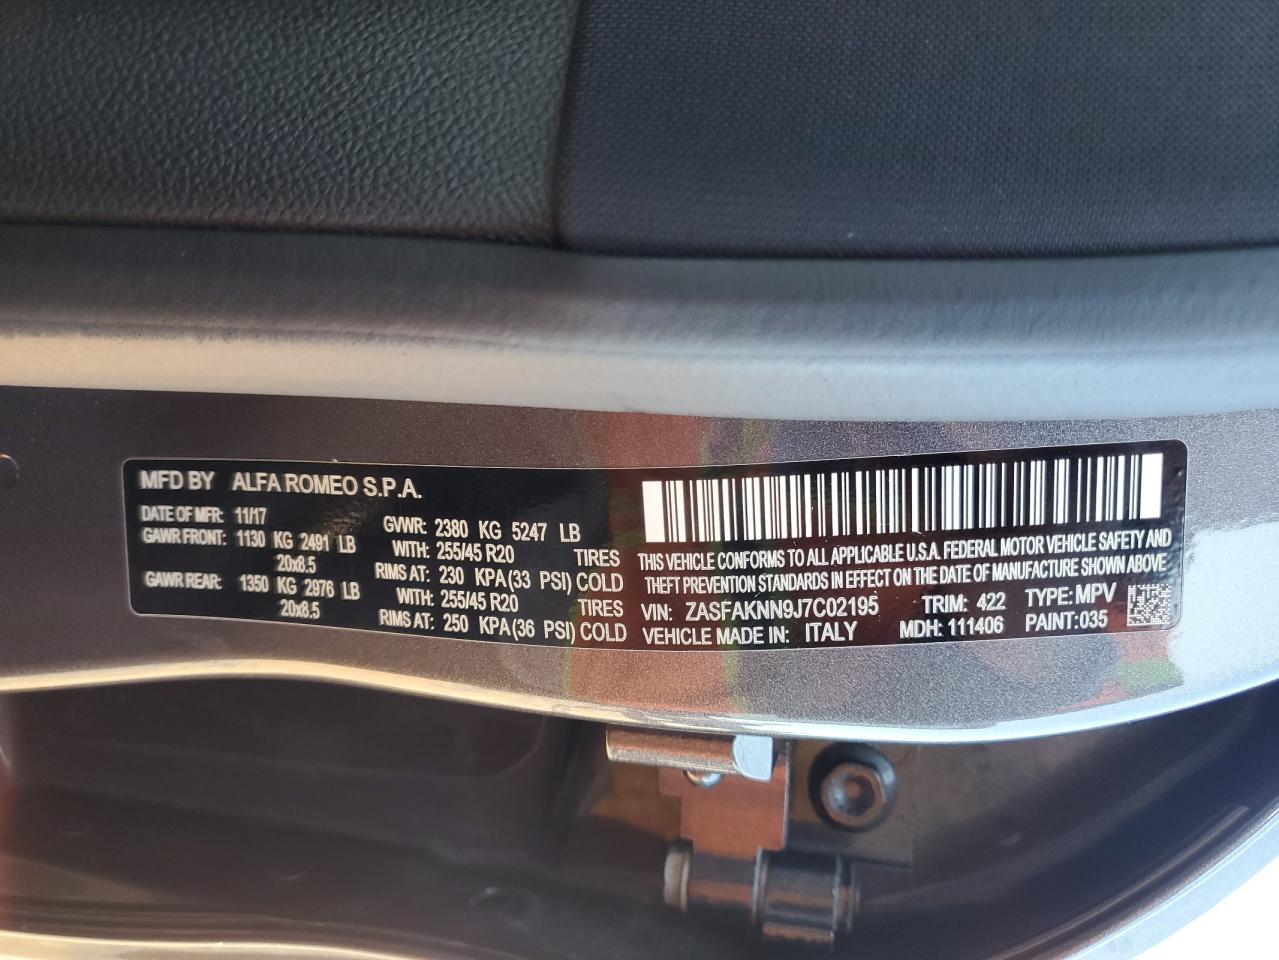 MFD BY ALFA ROMEO S.P.A.
DATE OF MFR: 11/17 GVWR: 2380 KG 5247 LB
GAWR FRONT: 1130 KG 2491 LB WITH: 255/45 R20 TIRES
20x8.5 RIMS AT: 230 KPA(33 PSI) COLD
GAWR REAR: 1350 KG 2976 LB WITH: 255/45 R20 TIRES
20x8.5 RIMS AT: 250 KPA(36 PSI) COLD
THIS VEHICLE CONFORMS TO ALL APPLICABLE U.S.A. FEDERAL MOTOR VEHICLE SAFETY AND
THEFT PREVENTION STANDARDS IN EFFECT ON THE DATE OF MANUFACTURE SHOWN ABOVE
VIN: ZASFAKNN9J7C02195 TRIM: 422 TYPE: MPV
VEHICLE MADE IN: ITALY MDH: 111406 PAINT:035